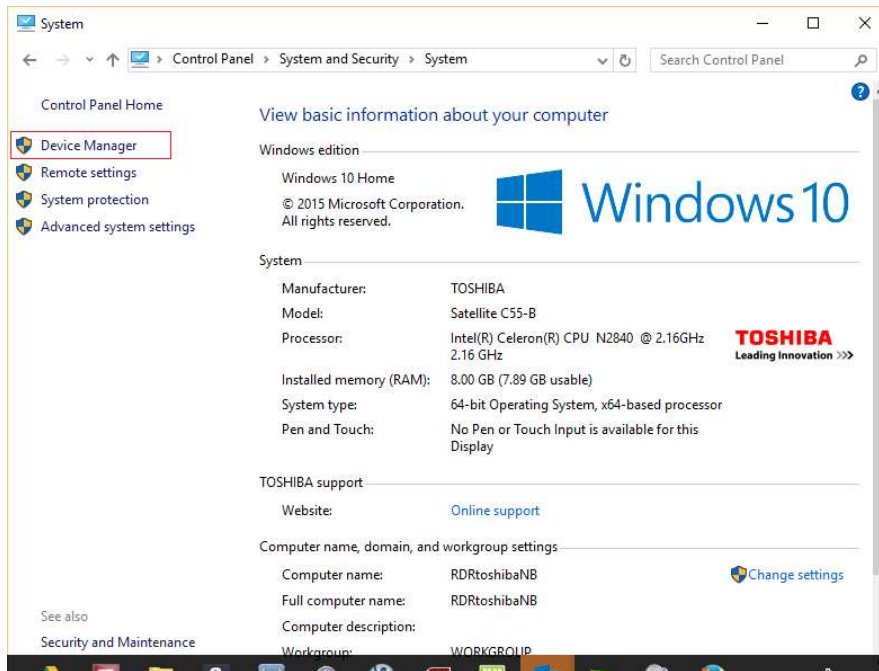 System
Control Panel > System and Security > System
Search Control Panel
Control Panel Home
Device Manager
Remote settings
System protection
Advanced system settings
See also
Security and Maintenance
?
View basic information about your computer
Windows edition
Windows 10 Home
© 2015 Microsoft Corporation.
All rights reserved.
Windows 10
System
Manufacturer: TOSHIBA
Model: Satellite C55-B
Processor: Intel(R) Celeron(R) CPU N2840 @ 2.16GHz
2.16 GHz
Installed memory (RAM): 8.00 GB (7.89 GB usable)
System type: 64-bit Operating System, x64-based processor
Pen and Touch: No Pen or Touch Input is available for this
Display
TOSHIBA
Leading Innovation >>>
TOSHIBA support
Website: Online support
Computer name, domain, and workgroup settings
Computer name: RDRtoshibaNB
Change settings
Full computer name: RDRtoshibaNB
Computer description:
Workgroup: WORKGROUP